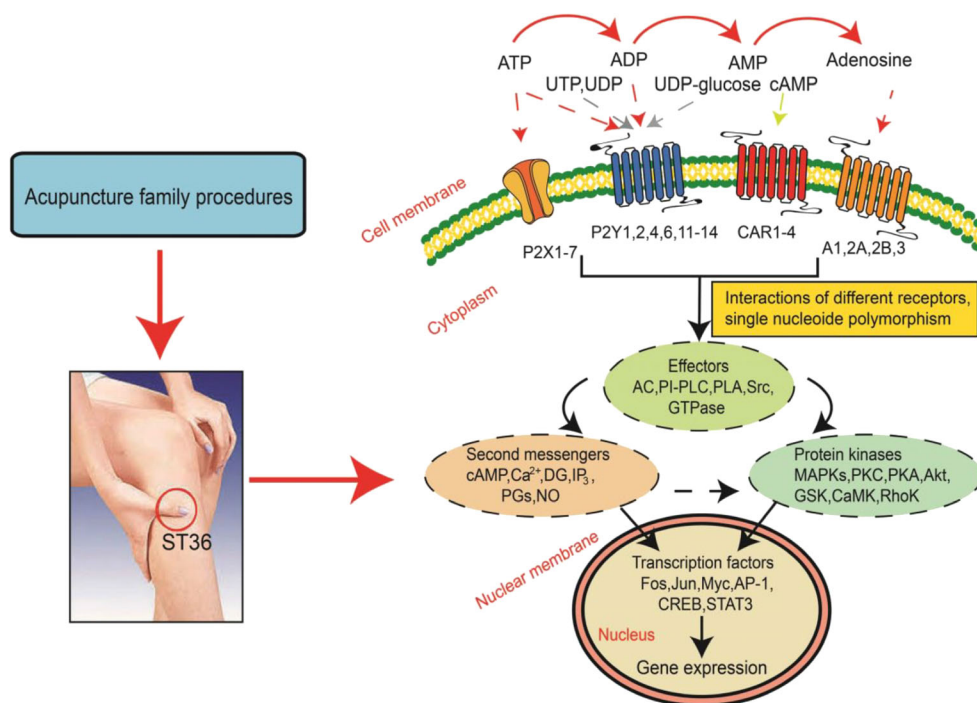 ATP
ADP
AMP
Adenosine
UTP,UDP
UDP-glucose
cAMP
Acupuncture family procedures
Cell membrane
P2X1-7
P2Y1,2,4,6,11-14
CAR1-4
A1,2A,2B,3
Cytoplasm
Interactions of different receptors,
single nucleoide polymorphism
Effectors
AC,PI-PLC,PLA,Src,
GTPase
Second messengers
cAMP,Ca²⁺,DG,IP₃,
PGs,NO
Protein kinases
MAPKs,PKC,PKA,Akt,
GSK,CaMK,RhoK
ST36
Nuclear membrane
Transcription factors
Fos,Jun,Myc,AP-1,
CREB,STAT3
Nucleus
Gene expression